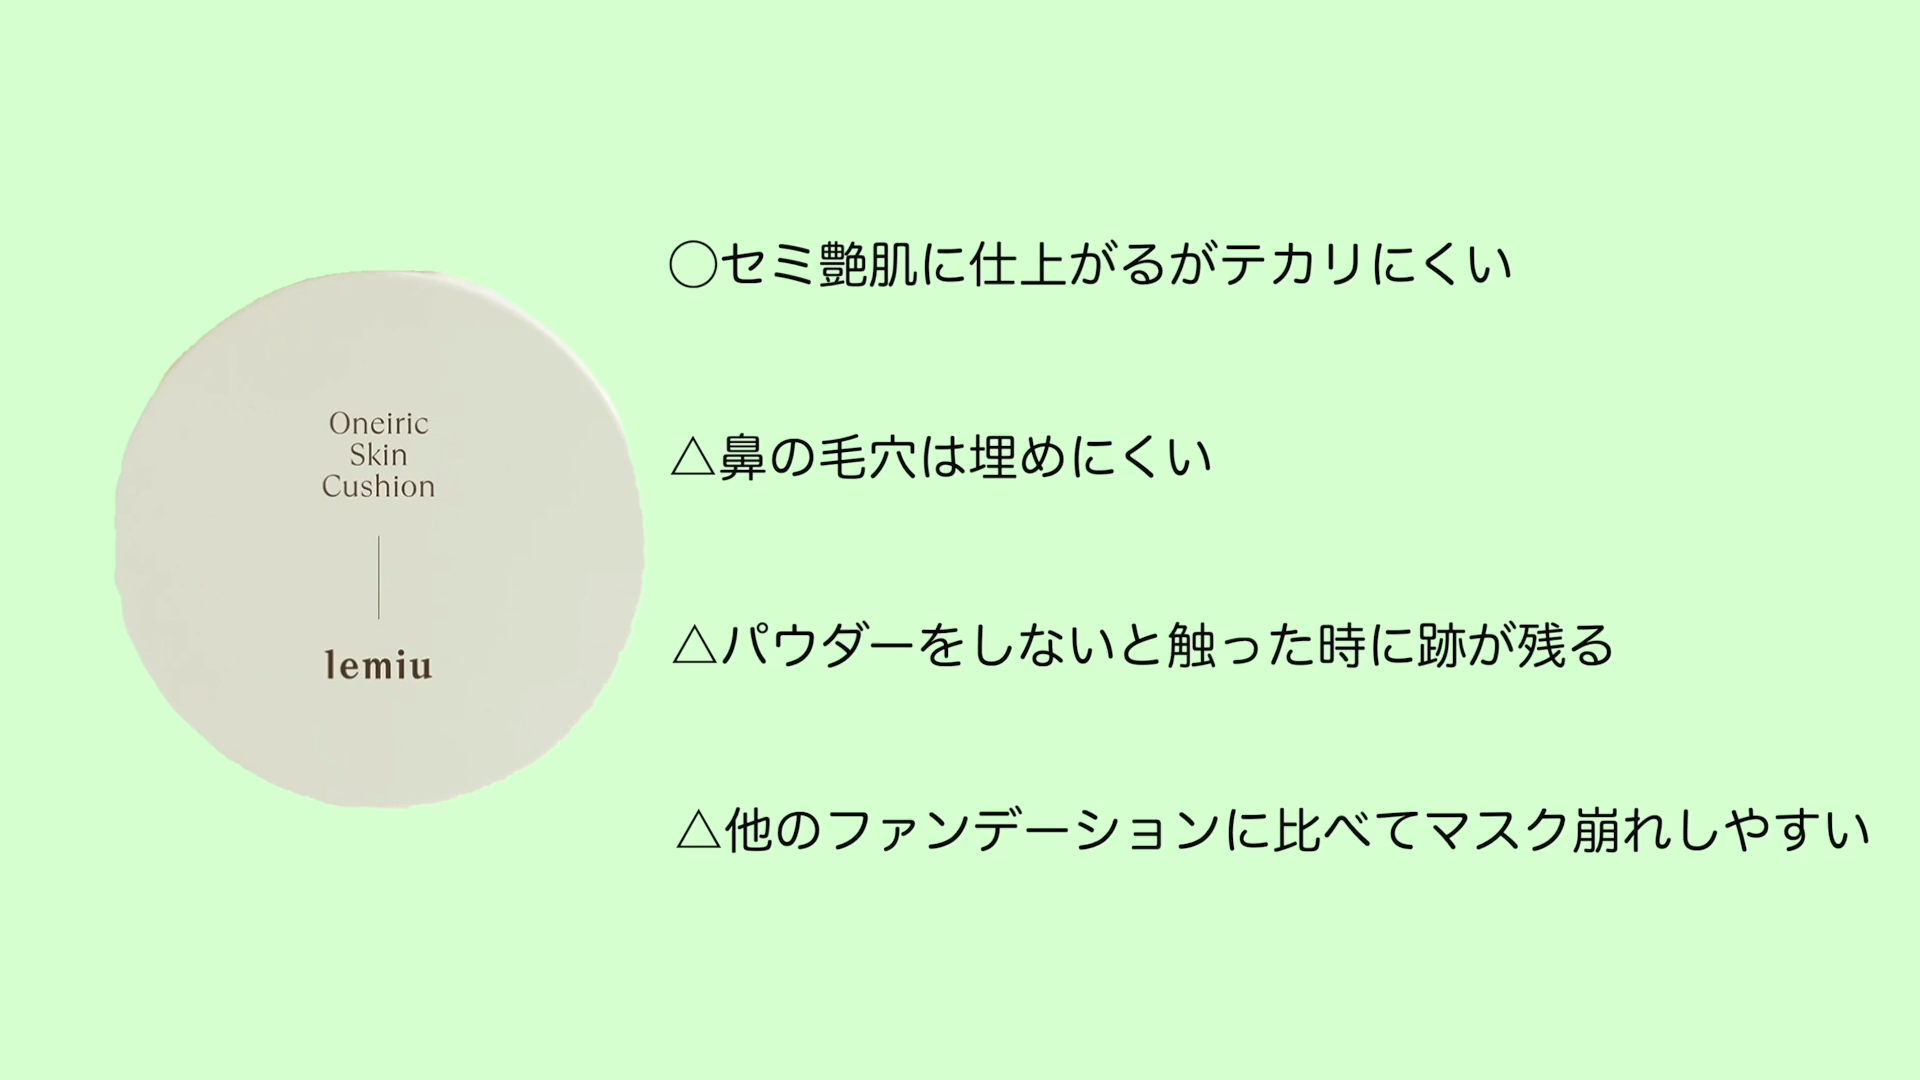 Oneiric
Skin
Cushion
lemiu
◯セミ艶肌に仕上がるがテカリにくい
△鼻の毛穴は埋めにくい
△パウダーをしないと触った時に跡が残る
△他のファンデーションに比べてマスク崩れしやすい